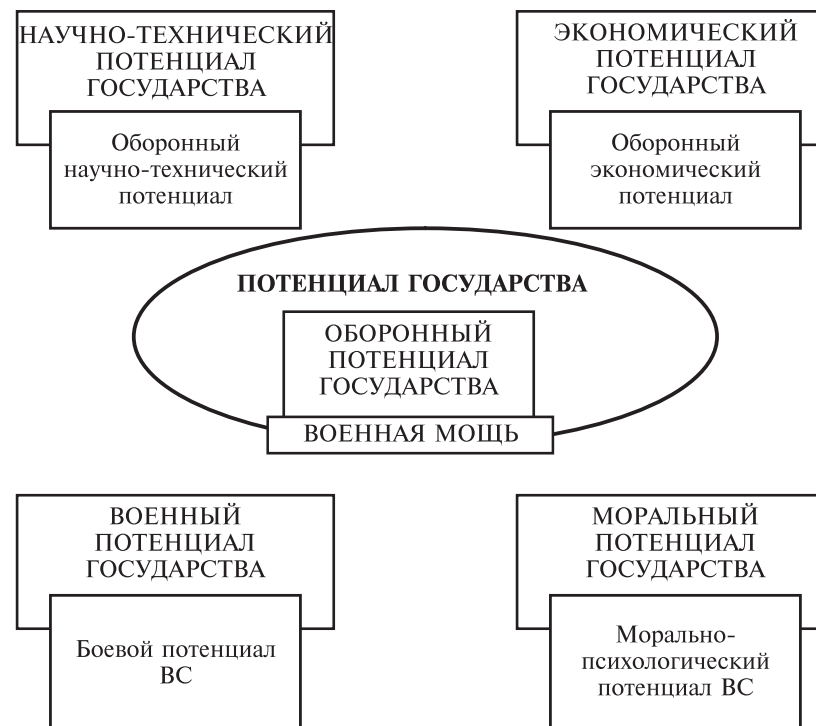 НАУЧНО-ТЕХНИЧЕСКИЙ
ПОТЕНЦИАЛ
ГОСУДАРСТВА
Оборонный
научно-технический
потенциал
ЭКОНОМИЧЕСКИЙ
ПОТЕНЦИАЛ
ГОСУДАРСТВА
Оборонный
экономический
потенциал
ПОТЕНЦИАЛ ГОСУДАРСТВА
ОБОРОННЫЙ
ПОТЕНЦИАЛ
ГОСУДАРСТВА
ВОЕННАЯ МОЩЬ
ВОЕННЫЙ
ПОТЕНЦИАЛ
ГОСУДАРСТВА
Боевой потенциал
ВС
МОРАЛЬНЫЙ
ПОТЕНЦИАЛ
ГОСУДАРСТВА
Морально-
психологический
потенциал ВС